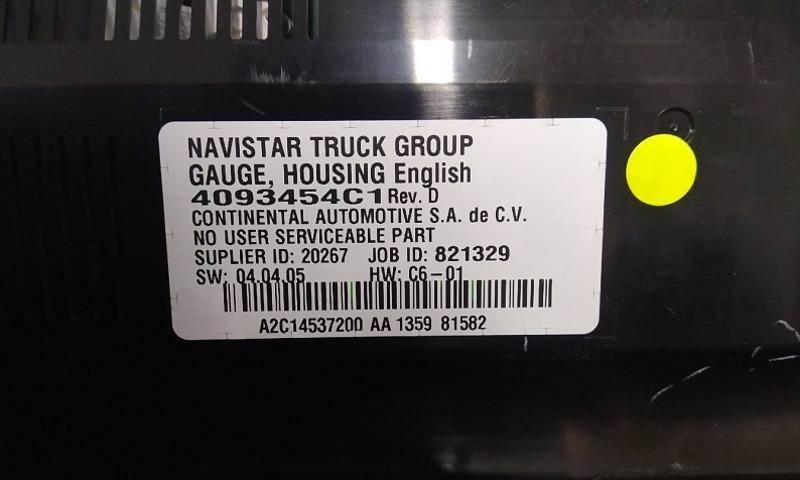 NAVISTAR TRUCK GROUP
GAUGE, HOUSING English
4093454C1 Rev. D
CONTINENTAL AUTOMOTIVE S.A. de C.V.
NO USER SERVICEABLE PART
SUPLIER ID: 20267 JOB ID: 821329
SW: 04.04.05 HW: C6-01
A2C14537200 AA 1359 81582